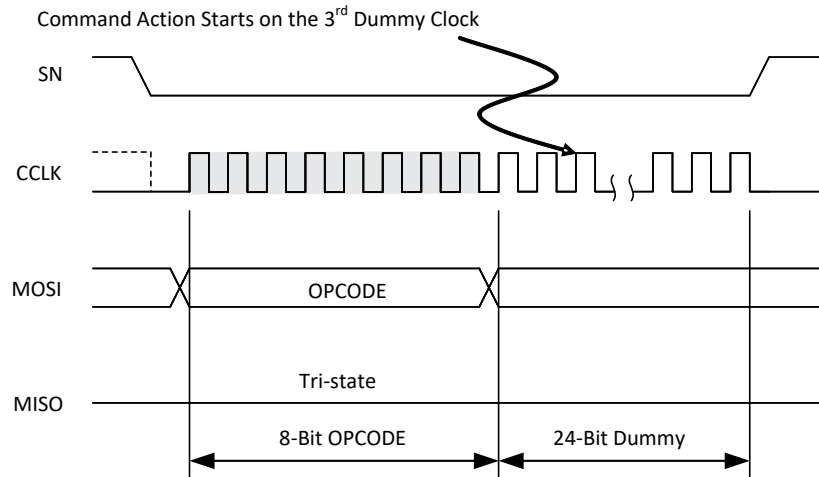 Command Action Starts on the 3rd Dummy Clock
SN
CCLK
MOSI
OPCODE
Tri-state
MISO
8-Bit OPCODE
24-Bit Dummy